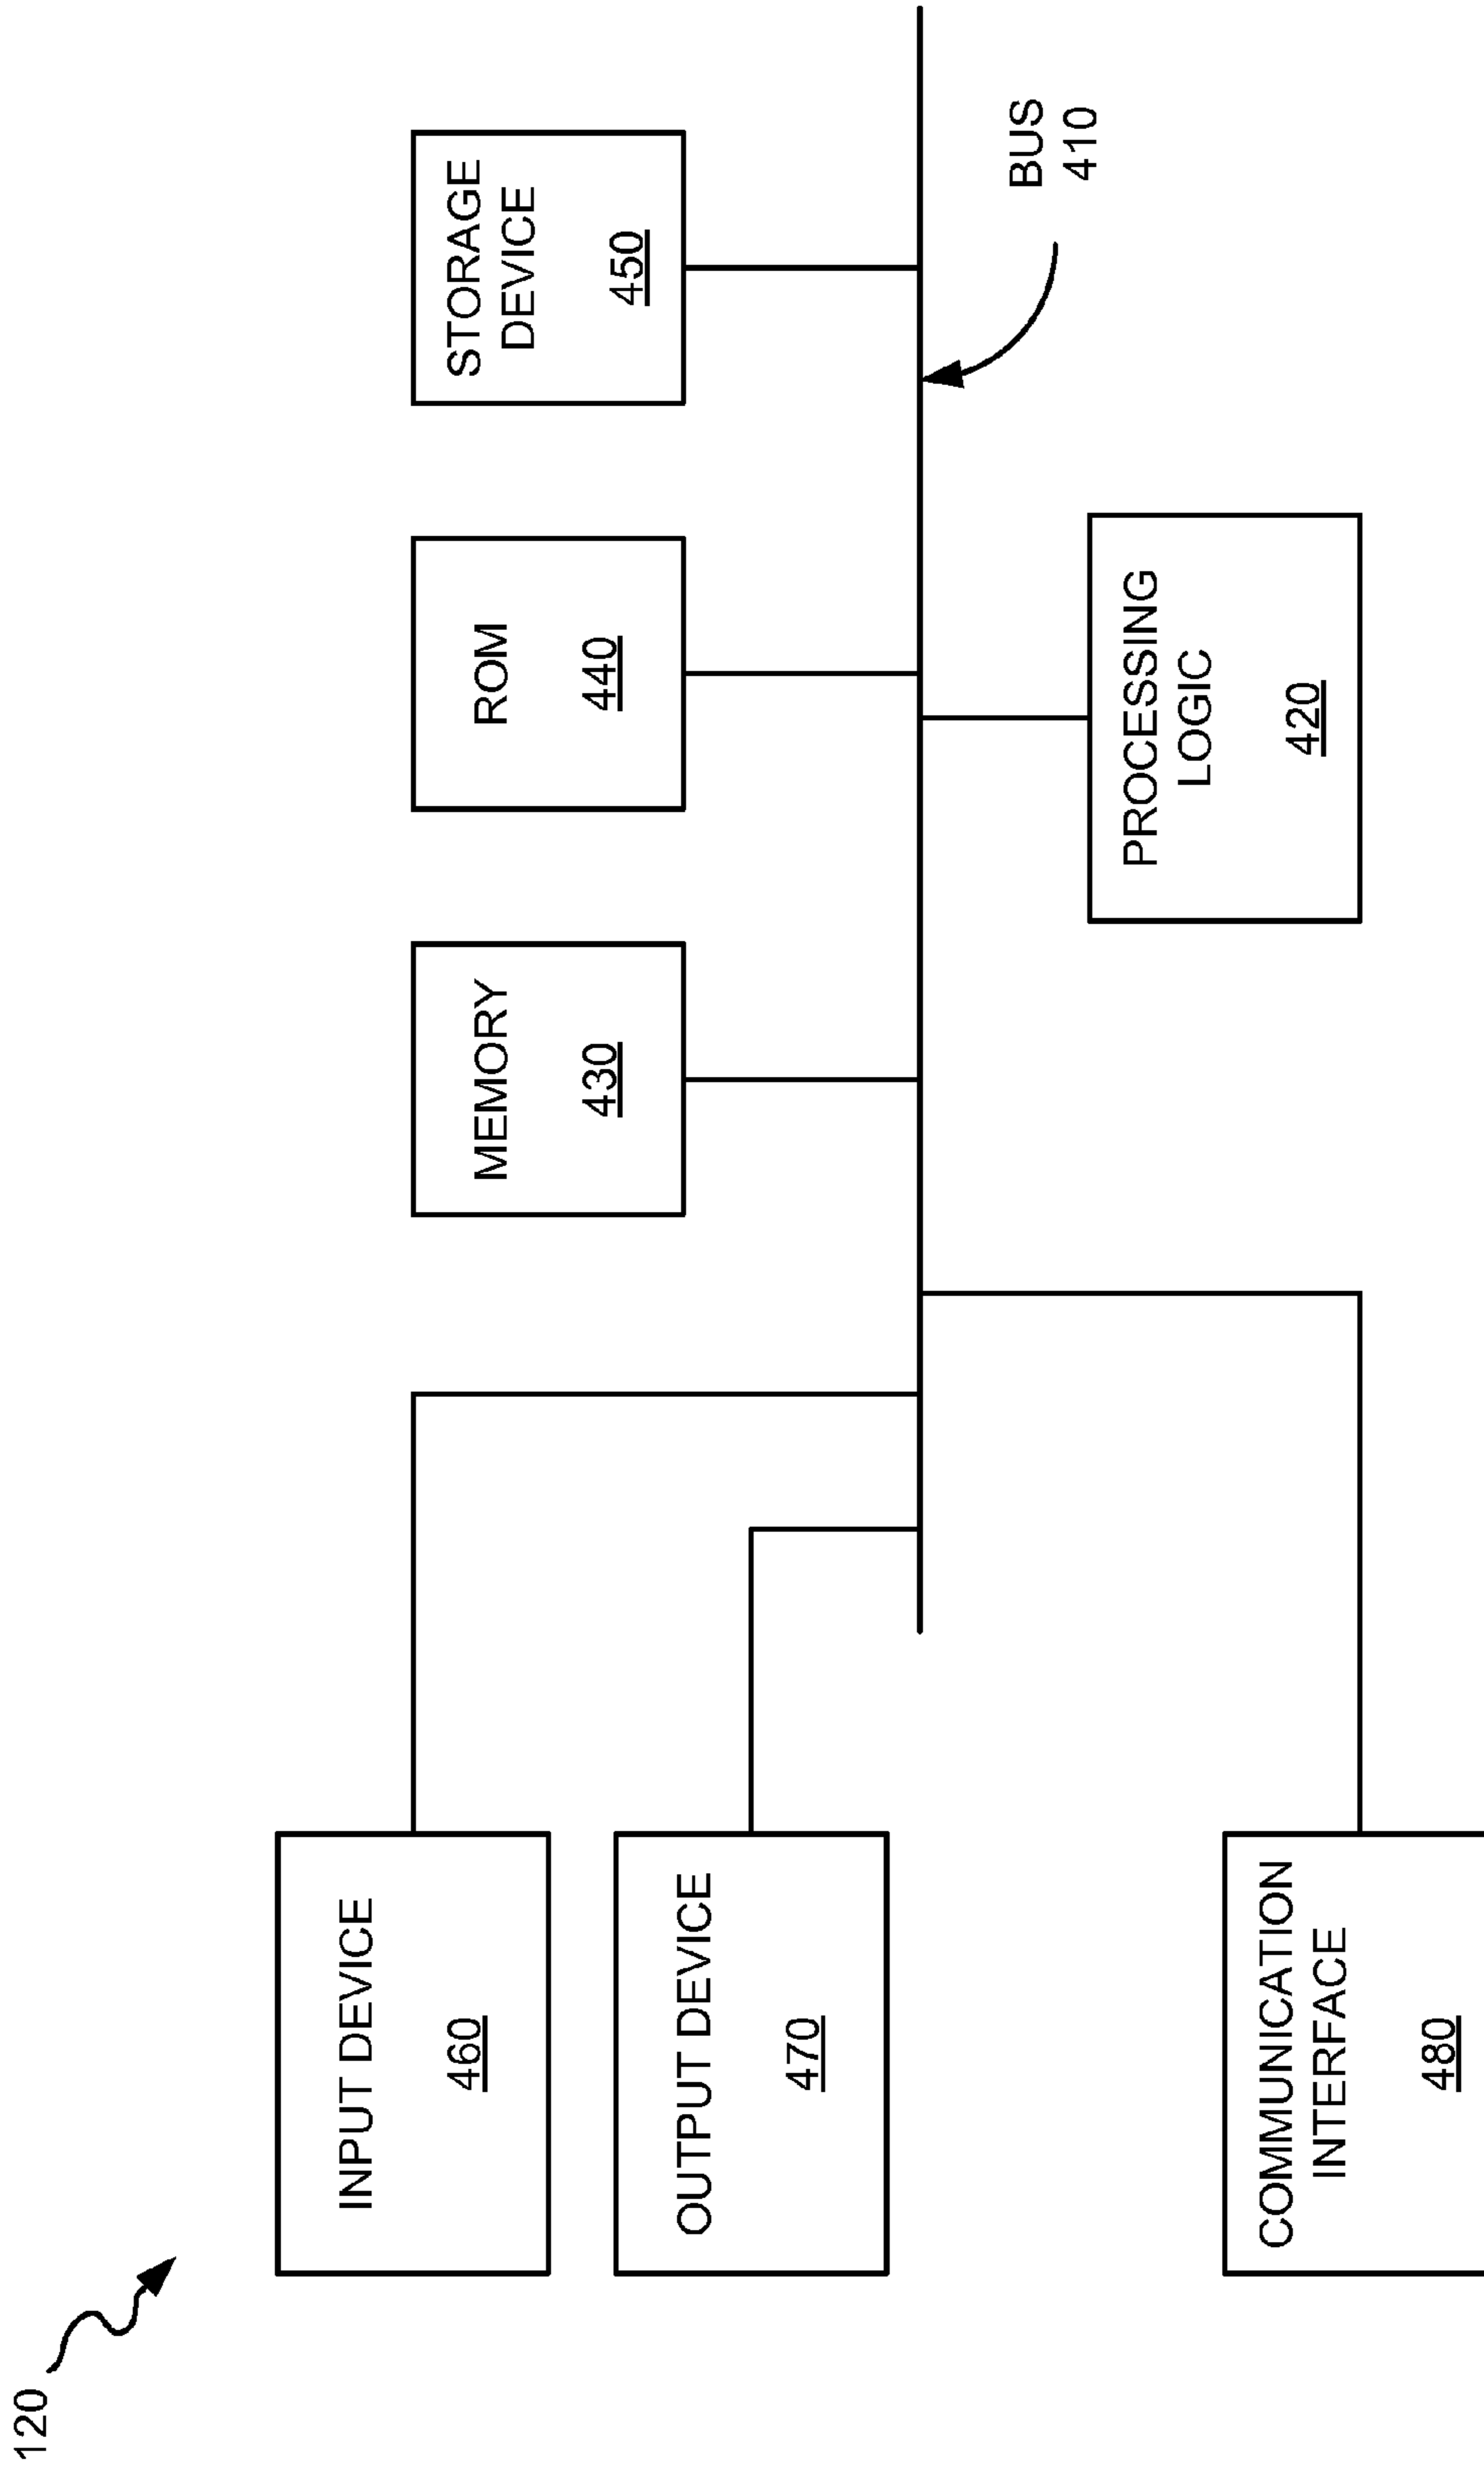 120
INPUT DEVICE
460
MEMORY
430
ROM
440
STORAGE
DEVICE
450
OUTPUT DEVICE
470
BUS
410
COMMUNICATION
INTERFACE
480
PROCESSING
LOGIC
420